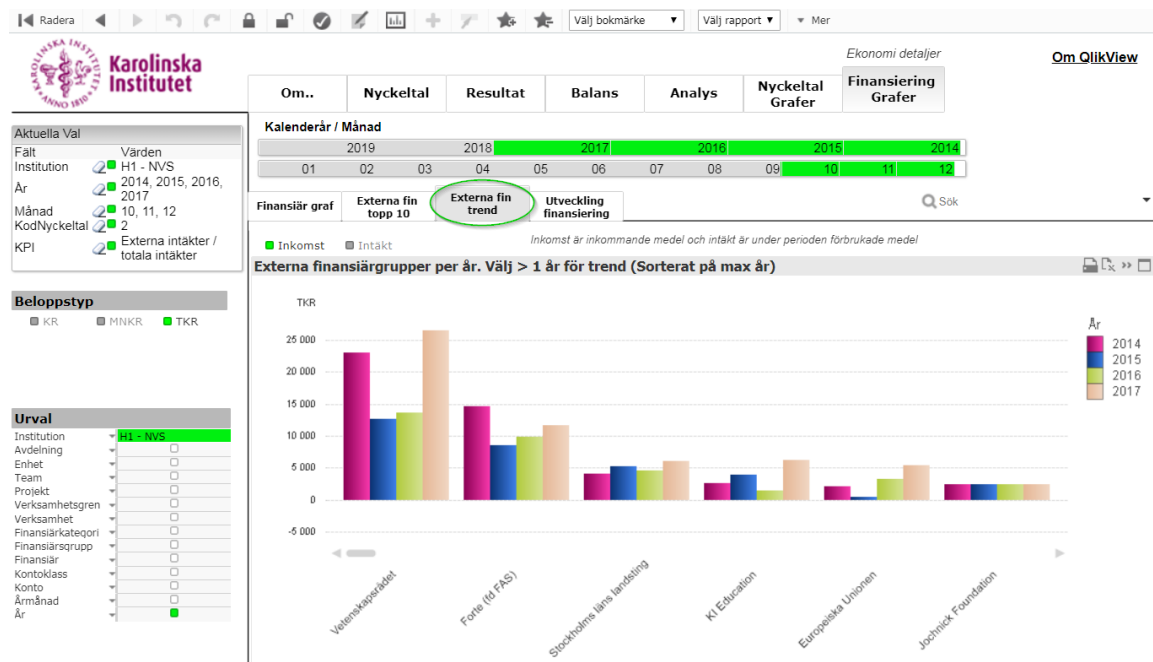 Radera
Välj bokmärke
Välj rapport
Mer
KAROLINSKA INSTITUTET
ANNO 1810
Karolinska
Institutet
Ekonomi detaljer
Om QlikView
Om..
Nyckeltal
Resultat
Balans
Analys
Nyckeltal
Grafer
Finansiering
Grafer
Kalenderår / Månad
2019 2018 2017 2016 2015 2014
01 02 03 04 05 06 07 08 09 10 11 12
Aktuella Val
Fält Värden
Institution H1 - NVS
År 2014, 2015, 2016,
2017
Månad 10, 11, 12
KodNyckeltal 2
KPI Externa intäkter /
totala intäkter
Finansiär graf
Externa fin
topp 10
Externa fin
trend
Utveckling
finansiering
Sök
Inkomst Intäkt
Inkomst är inkommande medel och intäkt är under perioden förbrukade medel
Externa finansiärgrupper per år. Välj > 1 år för trend (Sorterat på max år)
Beloppstyp
KR MNKR TKR
Urval
Institution H1 - NVS
Avdelning
Enhet
Team
Projekt
Verksamhetsgren
Verksamhet
Finansiärkategori
Finansiärsgrupp
Finansiär
Kontoklass
Konto
Årmånad
År
TKR
25 000
20 000
15 000
10 000
5 000
0
-5 000
År
2014
2015
2016
2017
Vetenskapsrådet
Forte (fd FAS)
Stockholms läns landsting
KI Education
Europeiska Unionen
Jochnick Foundation